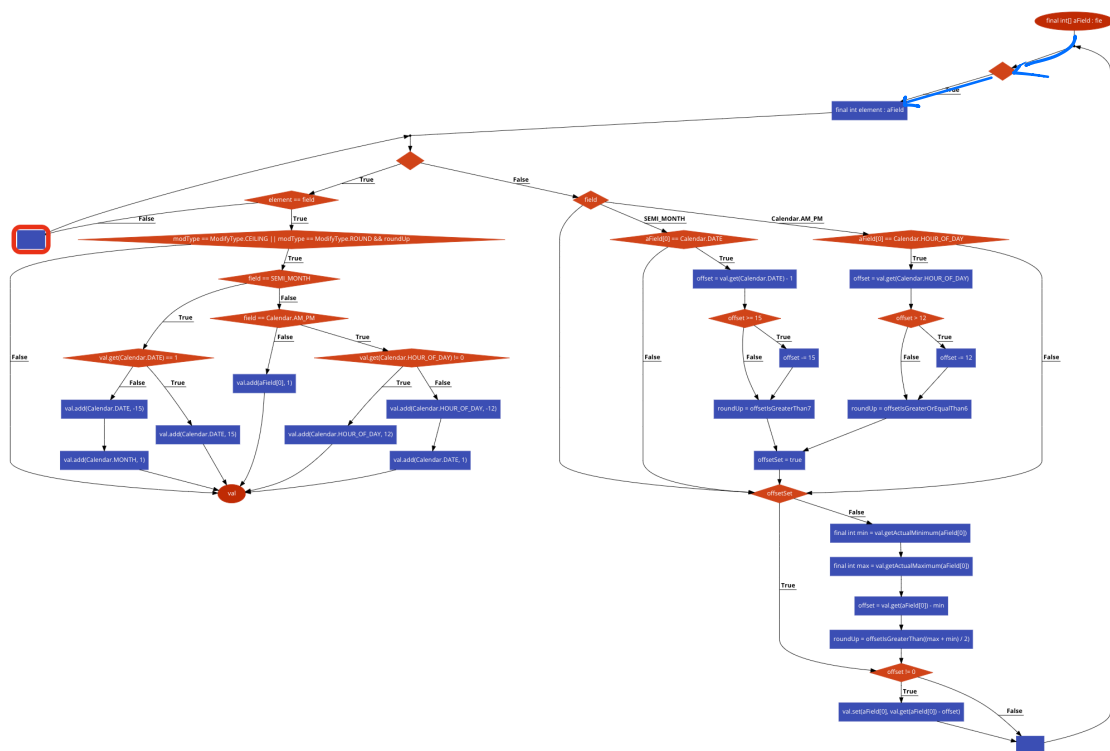 final int[] aField : fie
True
final int element : aField
True
False
element == field
field
False
True
SEMI_MONTH
Calendar.AM_PM
modType == ModifyType.CEILING || modType == ModifyType.ROUND && roundUp
aField[0] == Calendar.DATE
aField[0] == Calendar.HOUR_OF_DAY
True
True
True
field == SEMI_MONTH
offset = val.get(Calendar.DATE) - 1
offset = val.get(Calendar.HOUR_OF_DAY)
False
True
field == Calendar.AM_PM
offset >= 15
offset > 12
False
True
True
True
False
val.get(Calendar.DATE) == 1
val.get(Calendar.HOUR_OF_DAY) != 0
False
False
False
False
offset -= 15
offset -= 12
False
True
val.add(aField[0], 1)
True
False
val.add(Calendar.DATE, -15)
val.add(Calendar.HOUR_OF_DAY, -12)
roundUp = offsetIsGreaterThan7
roundUp = offsetIsGreaterOrEqualThan6
val.add(Calendar.DATE, 15)
val.add(Calendar.HOUR_OF_DAY, 12)
val.add(Calendar.MONTH, 1)
val.add(Calendar.DATE, 1)
offsetSet = true
val
offsetSet
False
final int min = val.getActualMinimum(aField[0])
final int max = val.getActualMaximum(aField[0])
True
offset = val.get(aField[0]) - min
roundUp = offsetIsGreaterThan((max + min) / 2)
offset != 0
True
False
val.set(aField[0], val.get(aField[0]) - offset)